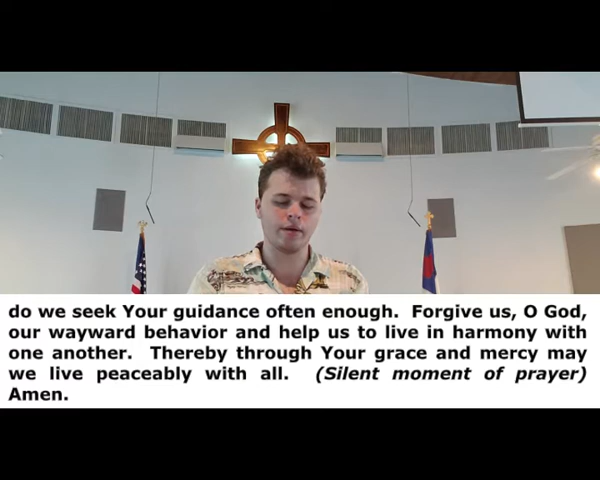 do we seek Your guidance often enough. Forgive us, O God,
our wayward behavior and help us to live in harmony with
one another. Thereby through Your grace and mercy may
we live peaceably with all. (Silent moment of prayer)
Amen.